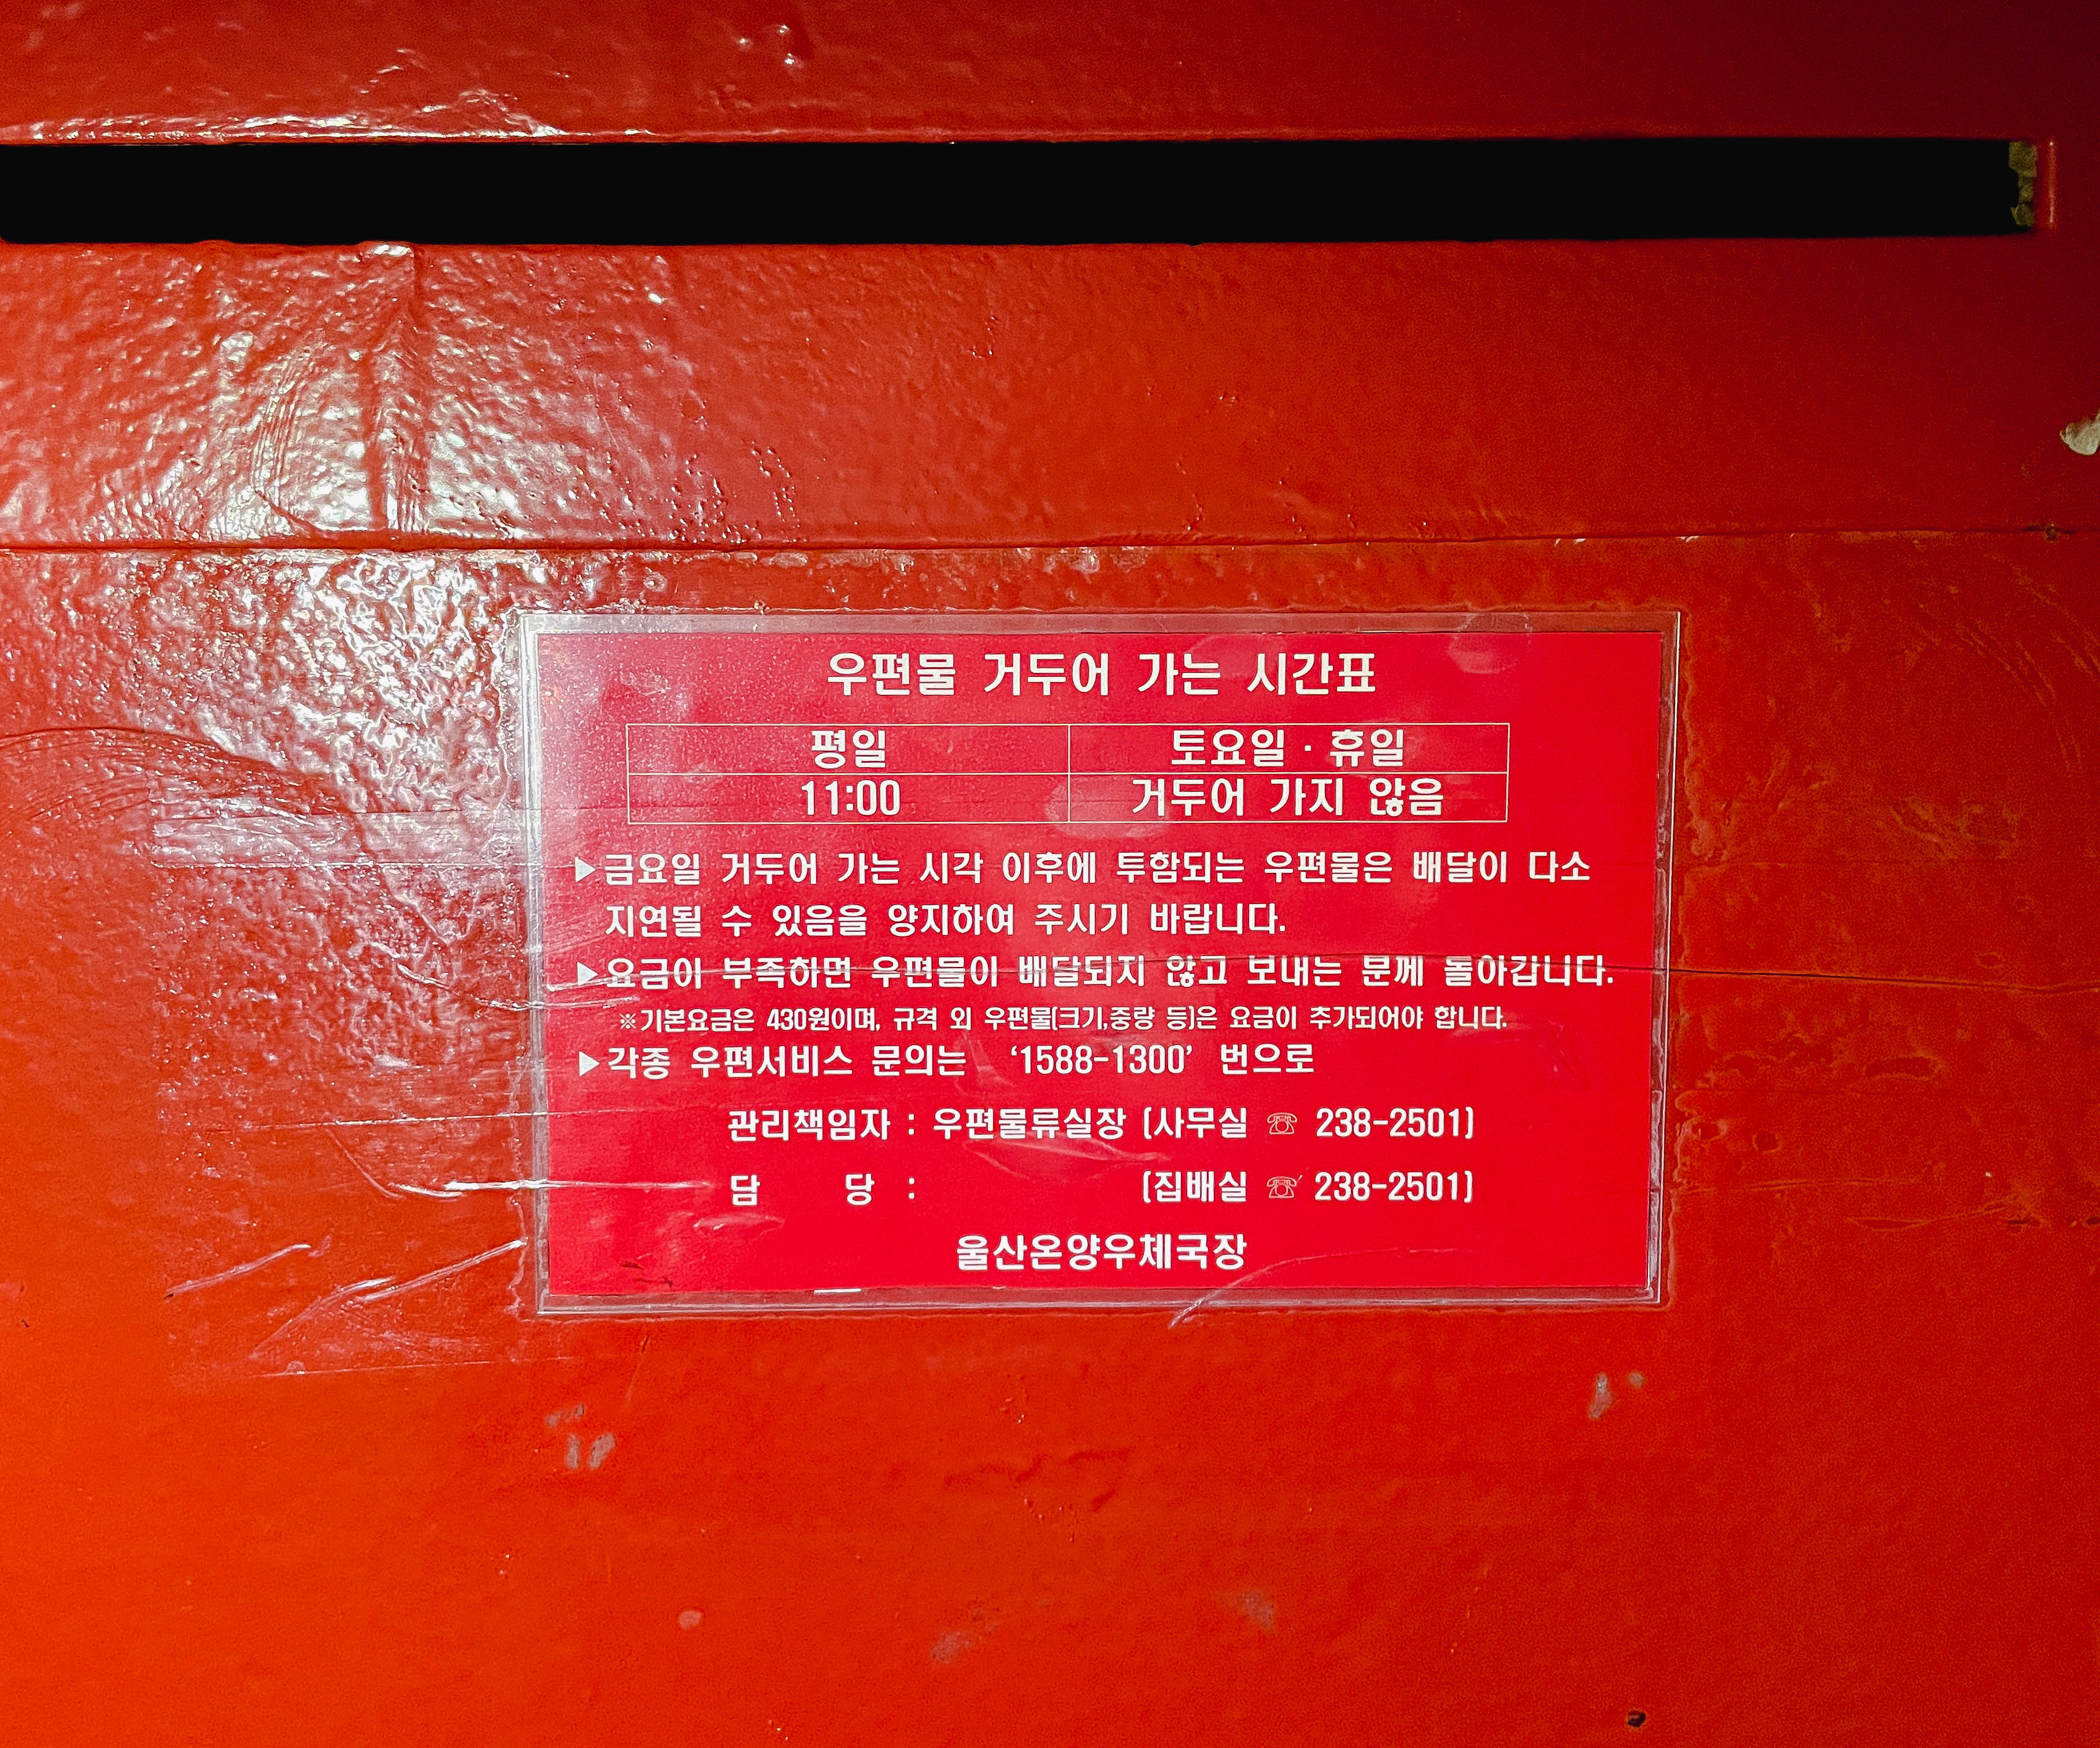 우편물 거두어 가는 시간표
평일 토요일 · 휴일
11:00 거두어 가지 않음
▶금요일 거두어 가는 시각 이후에 투함되는 우편물은 배달이 다소
지연될 수 있음을 양지하여 주시기 바랍니다.
▶요금이 부족하면 우편물이 배달되지 않고 보내는 분께 돌아갑니다.
※기본요금은 430원이며, 규격 외 우편물(크기,중량 등)은 요금이 추가되어야 합니다.
▶각종 우편서비스 문의는 ‘1588-1300’ 번으로
관리책임자 : 우편물류실장 (사무실 ☏ 238-2501)
담 당 : (집배실 ☏ 238-2501)
울산온양우체국장